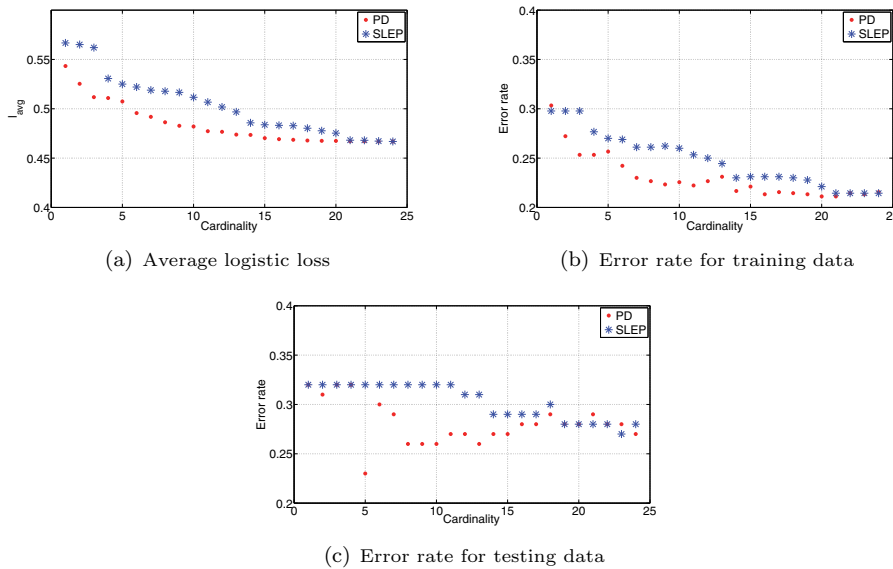 PD
SLEP
0.55
0.5
0.45
0.4
l_avg
0 5 10 15 20 25
Cardinality
(a) Average logistic loss
0.4
0.35
0.3
0.25
0.2
Error rate
PD
SLEP
0 5 10 15 20 25
Cardinality
(b) Error rate for training data
0.4
0.35
0.3
0.25
0.2
Error rate
PD
SLEP
0 5 10 15 20 25
Cardinality
(c) Error rate for testing data